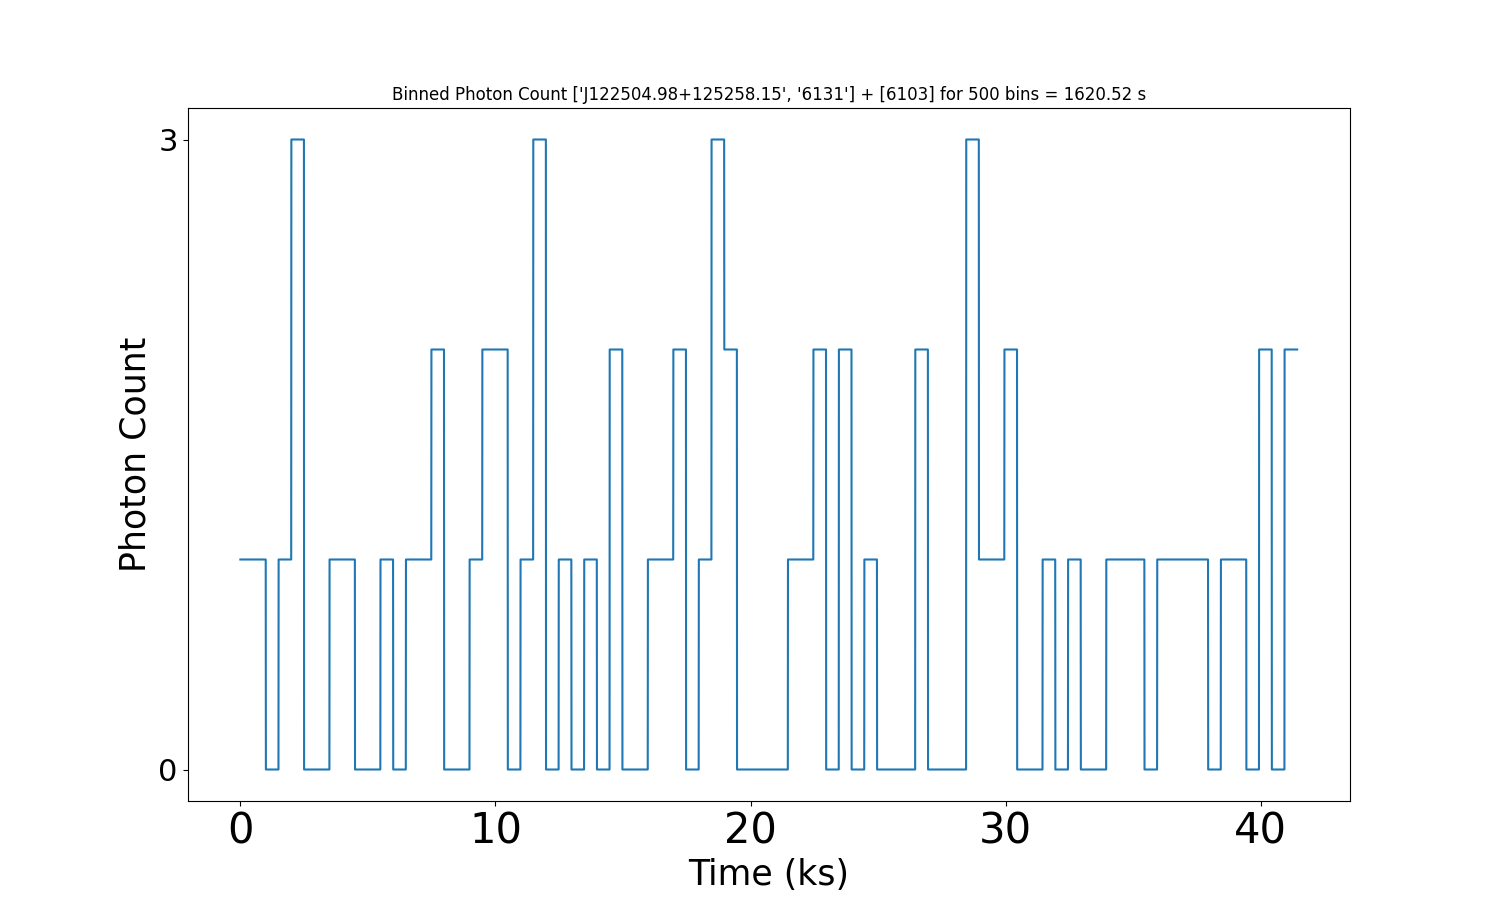 Binned Photon Count ['J122504.98+125258.15', '6131'] + [6103] for 500 bins = 1620.52 s
3
Photon Count
0
0 10 20 30 40
Time (ks)